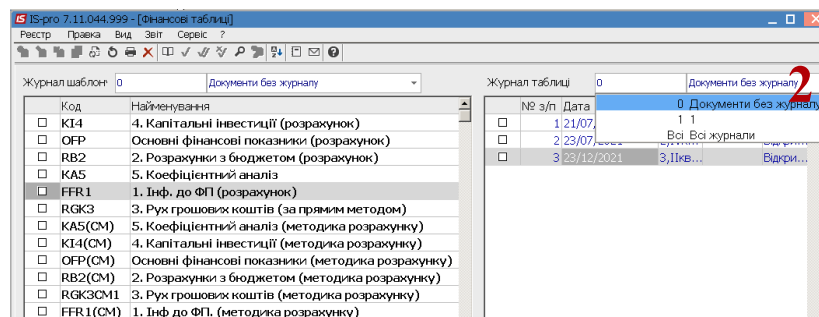 IS-pro 7.11.044.999 - [Фінансові таблиці]
Реєстр Правка Вид Звіт Сервіс ?
Журнал шаблон 0 Документи без журналу
Журнал таблиці 0 Документи без журналу
2
0 Документи без журналу
1 1
Всі Всі журнали
Код Найменування
КІ4 4. Капітальні інвестиції (розрахунок)
OFP Основні фінансові показники (розрахунок)
RB2 2. Розрахунки з бюджетом (розрахунок)
KA5 5. Коефіцієнтний аналіз
FFR1 1. Інф. до ФП (розрахунок)
RGK3 3. Рух грошових коштів (за прямим методом)
KA5(CM) 5. Коефіцієнтний аналіз (методика розрахунку)
KI4(CM) 4. Капітальні інвестиції (методика розрахунку)
OFP(CM) Основні фінансові показники (методика розрахунку)
RB2(CM) 2. Розрахунки з бюджетом (методика розрахунку)
RGK3CM1 3. Рух грошових коштів (методика розрахунку)
FFR1(CM) 1. Інф до ФП. (методика розрахунку)
№ з/п Дата
1 21/07,
2 23/07/2021
3 23/12/2021 3,ІІкв... Відкри...